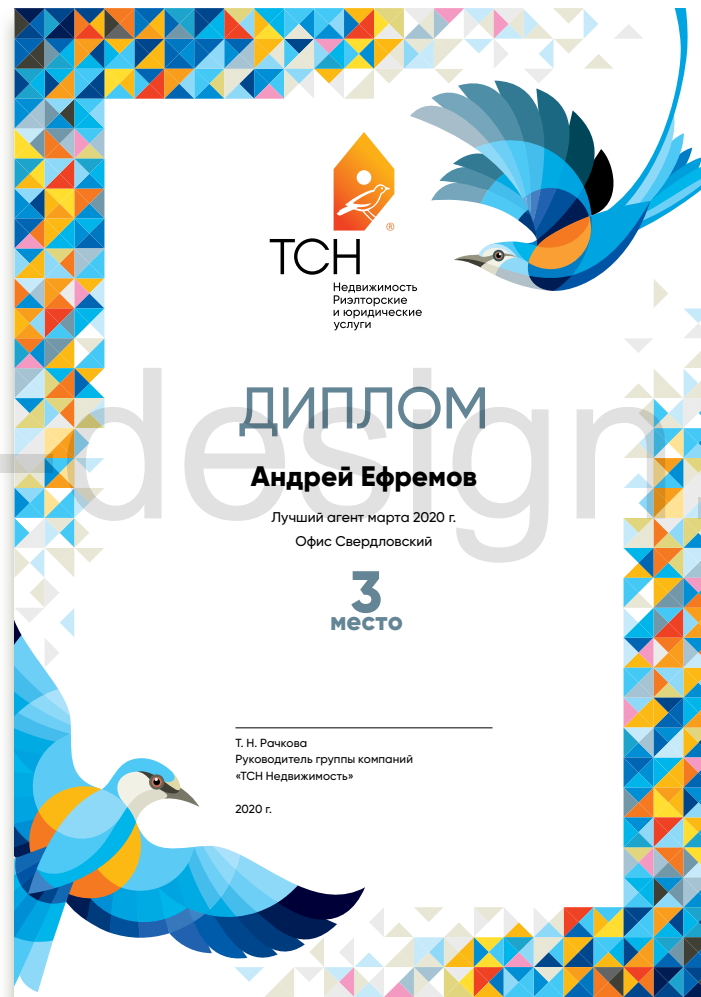 ТСН
®
Недвижимость
Риэлторские
и юридические
услуги
ДИПЛОМ
-design
Андрей Ефремов
Лучший агент марта 2020 г.
Офис Свердловский
3
место
Т. Н. Рачкова
Руководитель группы компаний
«ТСН Недвижимость»
2020 г.